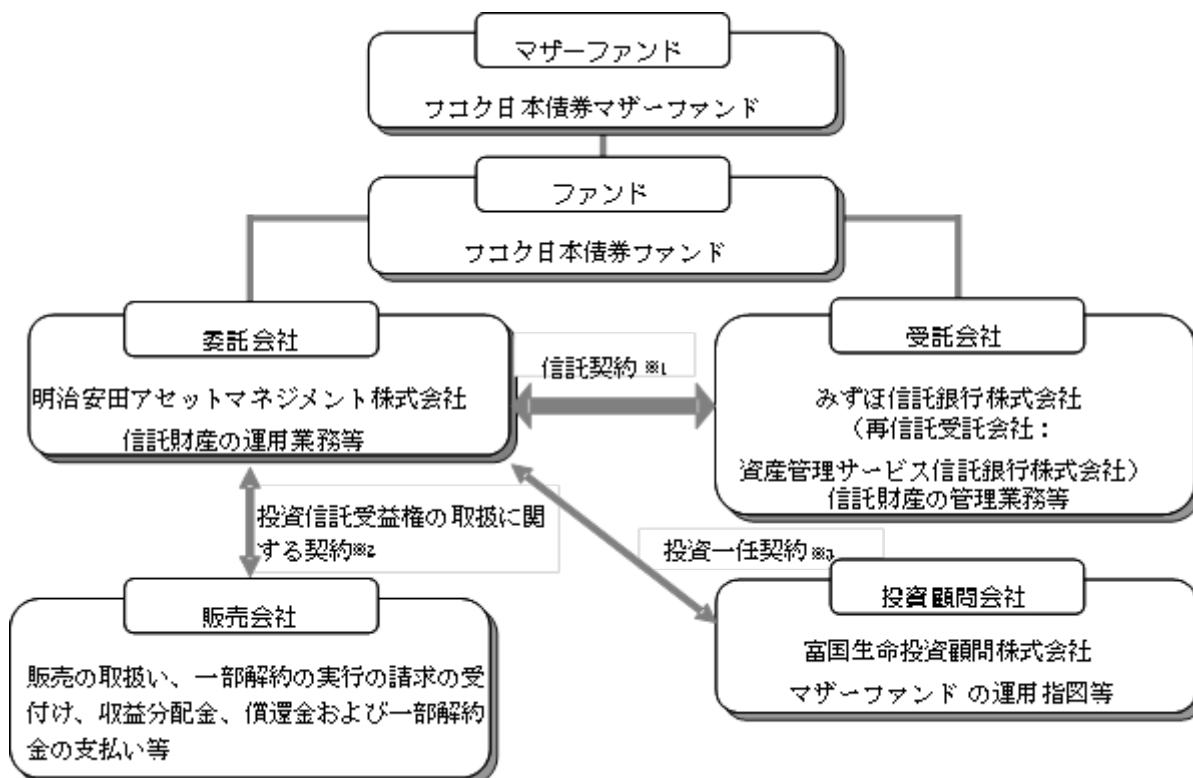 マザーファンド
フコク日本債券マザーファンド
ファンド
フコク日本債券ファンド
委託会社
明治安田アセットマネジメント株式会社
信託財産の運用業務等
信託契約 ※1
受託会社
みずほ信託銀行株式会社
（再信託受託会社：
資産管理サービス信託銀行株式会社）
信託財産の管理業務等
投資信託受益権の取扱に関
する契約※2
投資一任契約 ※3
販売会社
販売の取扱い、一部解約の実行の請求の受
付け、収益分配金、償還金および一部解約
金の支払い等
投資顧問会社
富国生命投資顧問株式会社
マザーファンド の運用指図等